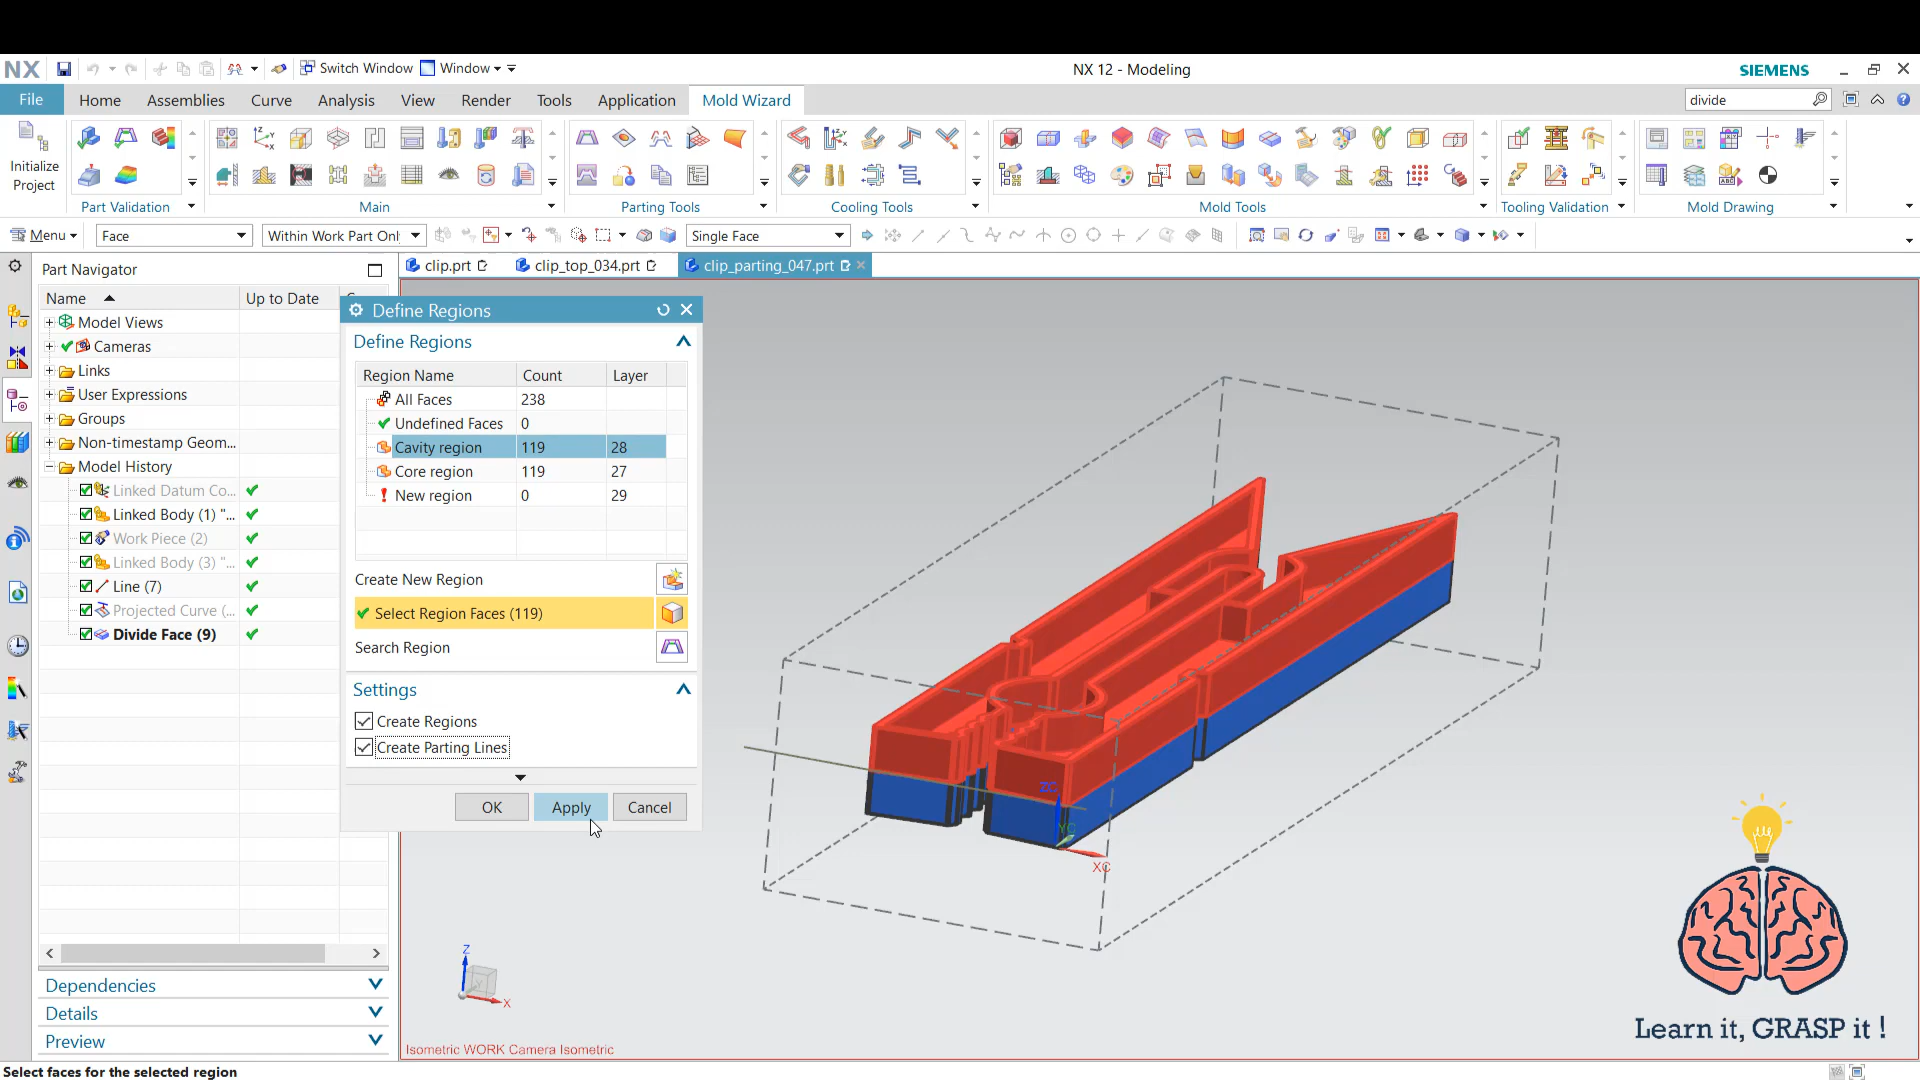 NX
Switch Window
Window
NX 12 - Modeling
SIEMENS
File
Home
Assemblies
Curve
Analysis
View
Render
Tools
Application
Mold Wizard
divide
Initialize
Project
Part Validation
Main
Parting Tools
Cooling Tools
Mold Tools
Tooling Validation
Mold Drawing
Menu
Face
Within Work Part Onl
Single Face
Part Navigator
clip.prt
clip_top_034.prt
clip_parting_047.prt
Name
Up to Date
Model Views
Cameras
Links
User Expressions
Groups
Non-timestamp Geom...
Model History
Linked Datum Co...
Linked Body (1) "...
Work Piece (2)
Linked Body (3) "...
Line (7)
Projected Curve (...
Divide Face (9)
Dependencies
Details
Preview
Define Regions
Define Regions
Region Name Count Layer
All Faces 238
Undefined Faces 0
Cavity region 119 28
Core region 119 27
New region 0 29
Create New Region
Select Region Faces (119)
Search Region
Settings
Create Regions
Create Parting Lines
OK
Apply
Cancel
ZC
YC
XC
Z
Y
X
Isometric WORK Camera Isometric
Learn it, GRASP it !
Select faces for the selected region